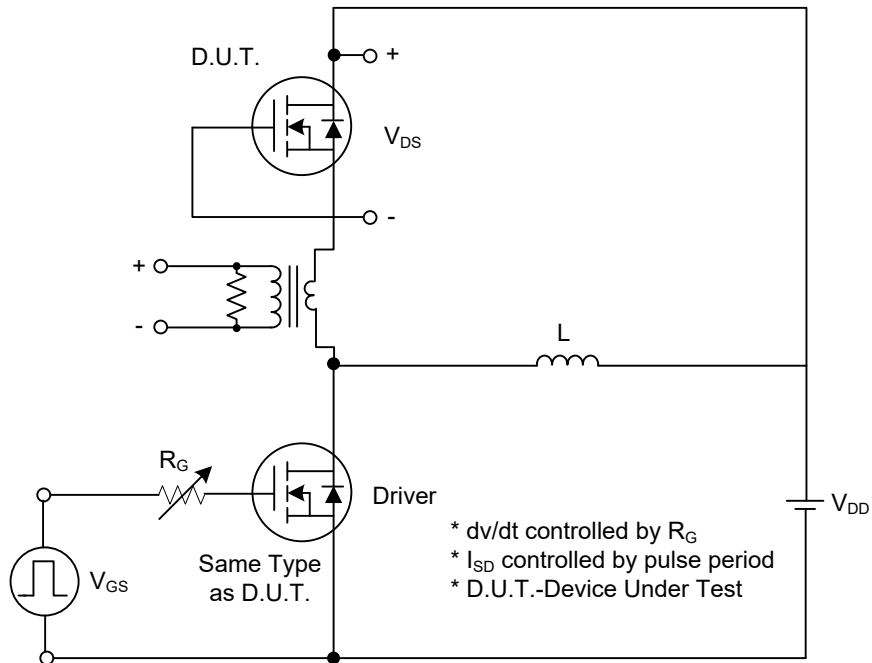 D.U.T.
+
V_DS
-
+
-
L
R_G
Driver
V_DD
Same Type
as D.U.T.
V_GS
* dv/dt controlled by R_G
* I_SD controlled by pulse period
* D.U.T.-Device Under Test